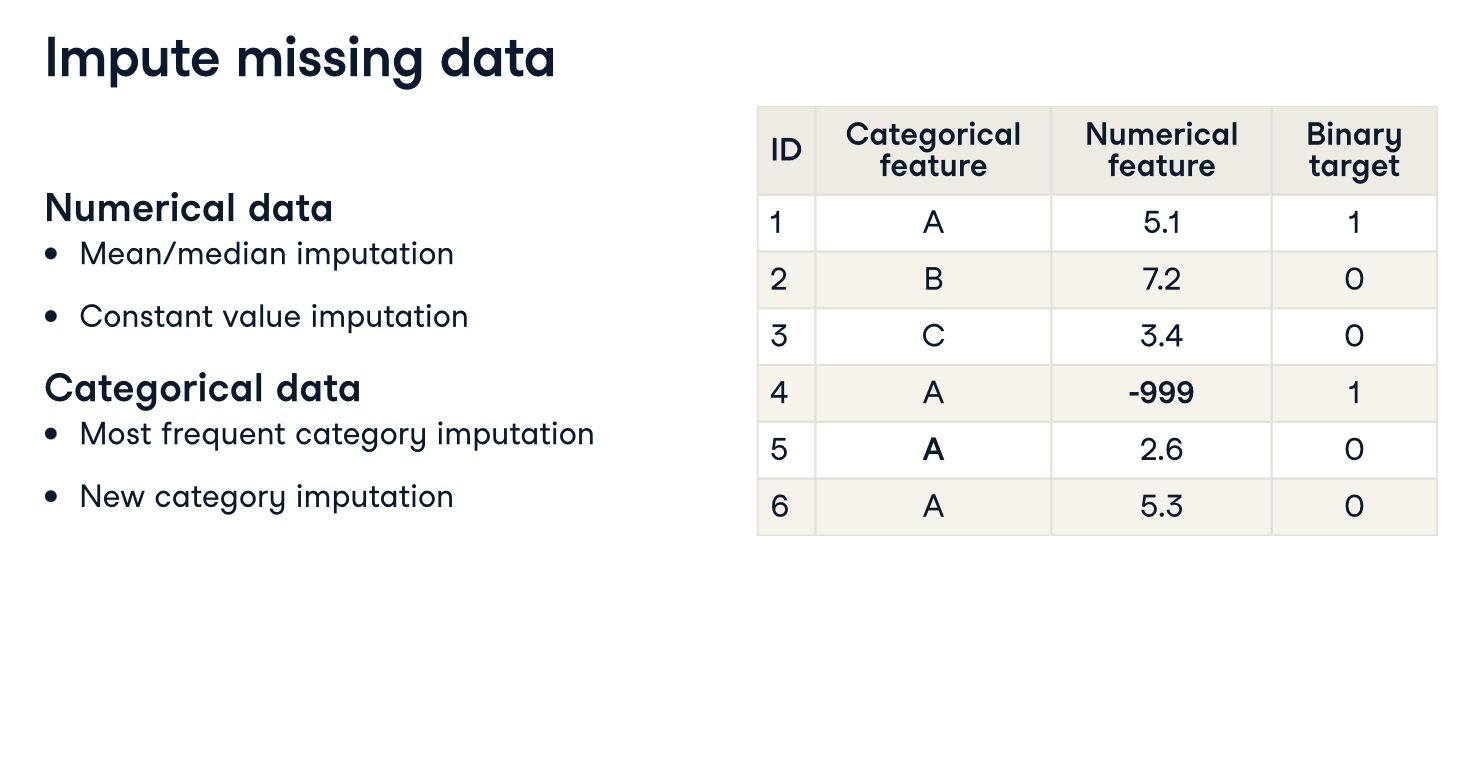 Impute missing data
Numerical data
• Mean/median imputation
• Constant value imputation
Categorical data
• Most frequent category imputation
• New category imputation
ID Categorical feature Numerical feature Binary target
1 A 5.1 1
2 B 7.2 0
3 C 3.4 0
4 A -999 1
5 A 2.6 0
6 A 5.3 0